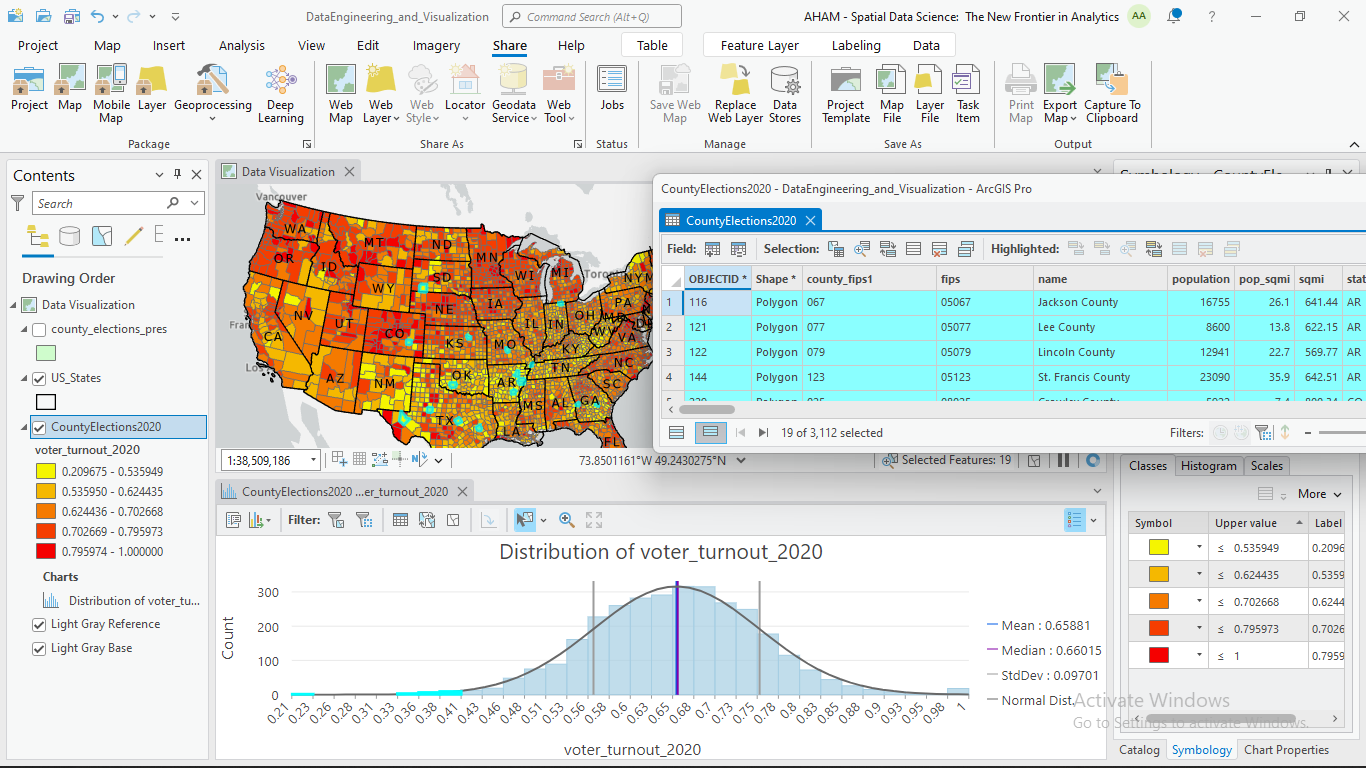 DataEngineering_and_Visualization
Command Search (Alt+Q)
AHAM - Spatial Data Science: The New Frontier in Analytics
AA
Project Map Insert Analysis View Edit Imagery Share Help Table Feature Layer Labeling Data
Project
Map
Mobile Map
Layer
Geoprocessing
Deep Learning
Package
Web Map
Web Layer
Web Style
Locator
Geodata Service
Web Tool
Share As
Jobs
Status
Save Web Map
Replace Web Layer
Data Stores
Manage
Project Template
Map File
Layer File
Task Item
Save As
Print Map
Export Map
Capture To Clipboard
Output
Contents
Search
Drawing Order
Data Visualization
county_elections_pres
US_States
CountyElections2020
voter_turnout_2020
0.209675 - 0.535949
0.535950 - 0.624435
0.624436 - 0.702668
0.702669 - 0.795973
0.795974 - 1.000000
Charts
Distribution of voter_tu...
Light Gray Reference
Light Gray Base
Data Visualization
Vancouver
WA
OR
ID
MT
ND
SD
WY
NE
NV
UT
CO
KS
CA
AZ
NM
OK
TX
MN
WI
MI
IA
IL
IN
OH
MO
KY
TN
AR
MS
AL
GA
LA
SC
NC
VA
WV
PA
NY
FL
Toronto
1:38,509,186
73.8501161°W 49.2430275°N
Selected Features: 19
CountyElections2020 - DataEngineering_and_Visualization - ArcGIS Pro
CountyElections2020
Field: Selection: Highlighted:
OBJECTID * Shape * county_fips1 fips name population pop_sqmi sqmi stat
1 116 Polygon 067 05067 Jackson County 16755 26.1 641.44 AR
2 121 Polygon 077 05077 Lee County 8600 13.8 622.15 AR
3 122 Polygon 079 05079 Lincoln County 12941 22.7 569.77 AR
4 144 Polygon 123 05123 St. Francis County 23090 35.9 642.51 AR
19 of 3,112 selected
Filters:
CountyElections2020 ...er_turnout_2020
Filter:
Distribution of voter_turnout_2020
Count
300
200
100
0
0.21 0.23 0.26 0.28 0.31 0.33 0.36 0.38 0.41 0.43 0.46 0.48 0.51 0.53 0.56 0.58 0.6 0.63 0.65 0.68 0.7 0.73 0.75 0.78 0.8 0.83 0.85 0.88 0.9 0.93 0.95 0.98 1
voter_turnout_2020
Mean : 0.65881
Median : 0.66015
StdDev : 0.09701
Normal Dist.
Classes Histogram Scales
More
Symbol Upper value Label
≤ 0.535949 0.2096
≤ 0.624435 0.5359
≤ 0.702668 0.6244
≤ 0.795973 0.7026
≤ 1 0.7959
Activate Windows
Go to Settings to activate Windows.
Catalog Symbology Chart Properties